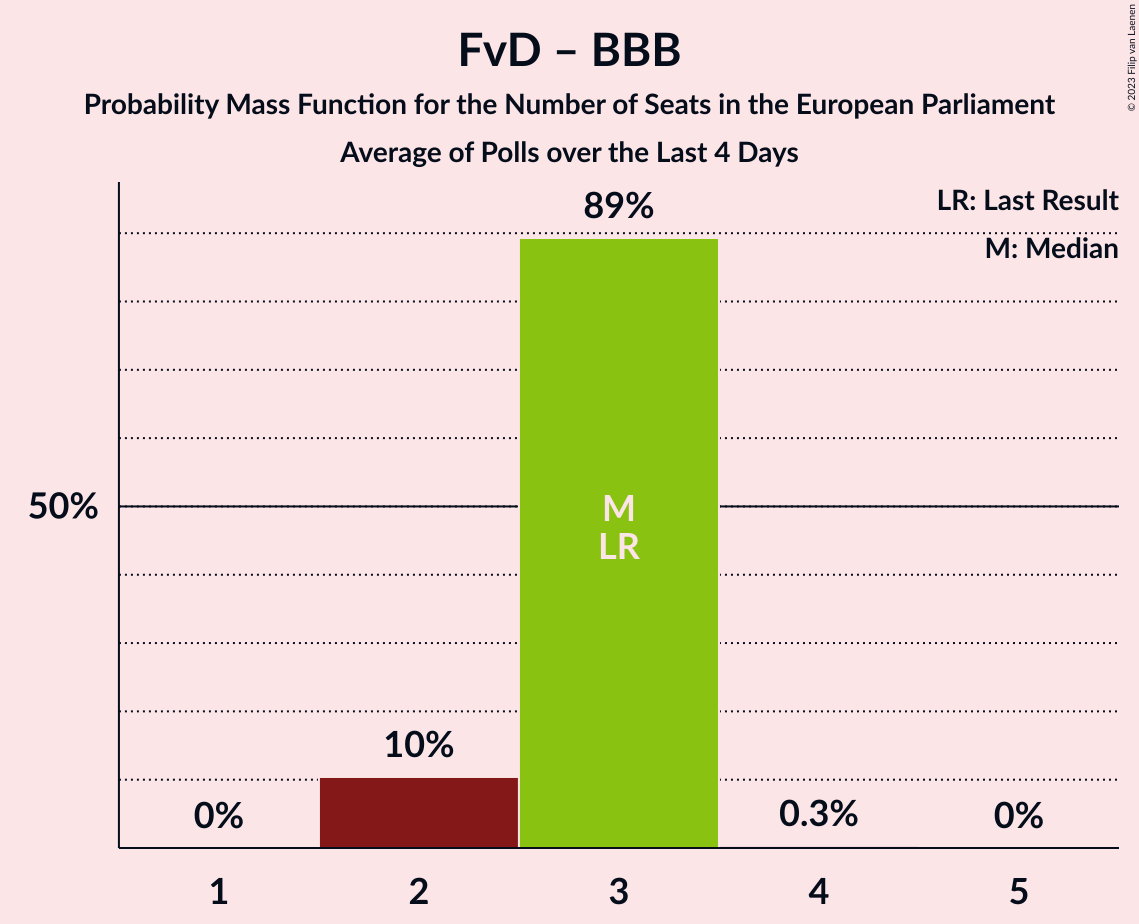 FvD – BBB
Probability Mass Function for the Number of Seats in the European Parliament
Average of Polls over the Last 4 Days
© 2023 Filip van Laenen
LR: Last Result
M: Median
89%
50%
M
LR
10%
0%
0.3%
0%
1 2 3 4 5